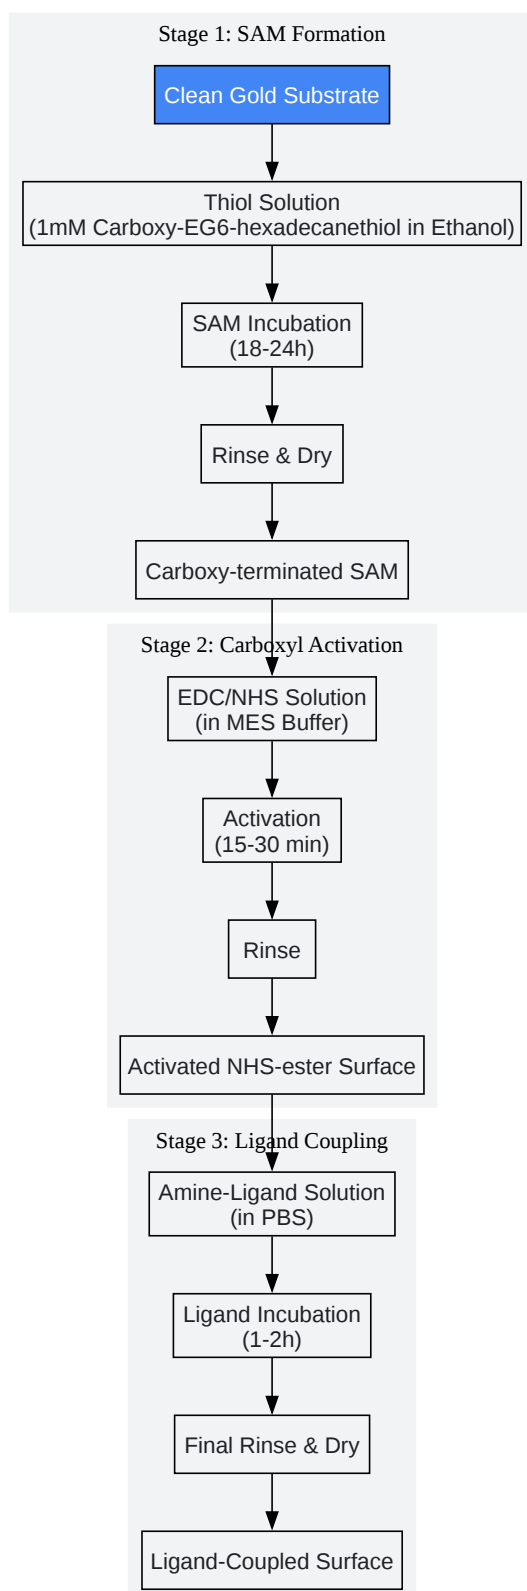 Stage 1: SAM Formation
Clean Gold Substrate
Thiol Solution
(1mM Carboxy-EG6-hexadecanethiol in Ethanol)
SAM Incubation
(18-24h)
Rinse & Dry
Carboxy-terminated SAM
Stage 2: Carboxyl Activation
EDC/NHS Solution
(in MES Buffer)
Activation
(15-30 min)
Rinse
Activated NHS-ester Surface
Stage 3: Ligand Coupling
Amine-Ligand Solution
(in PBS)
Ligand Incubation
(1-2h)
Final Rinse & Dry
Ligand-Coupled Surface